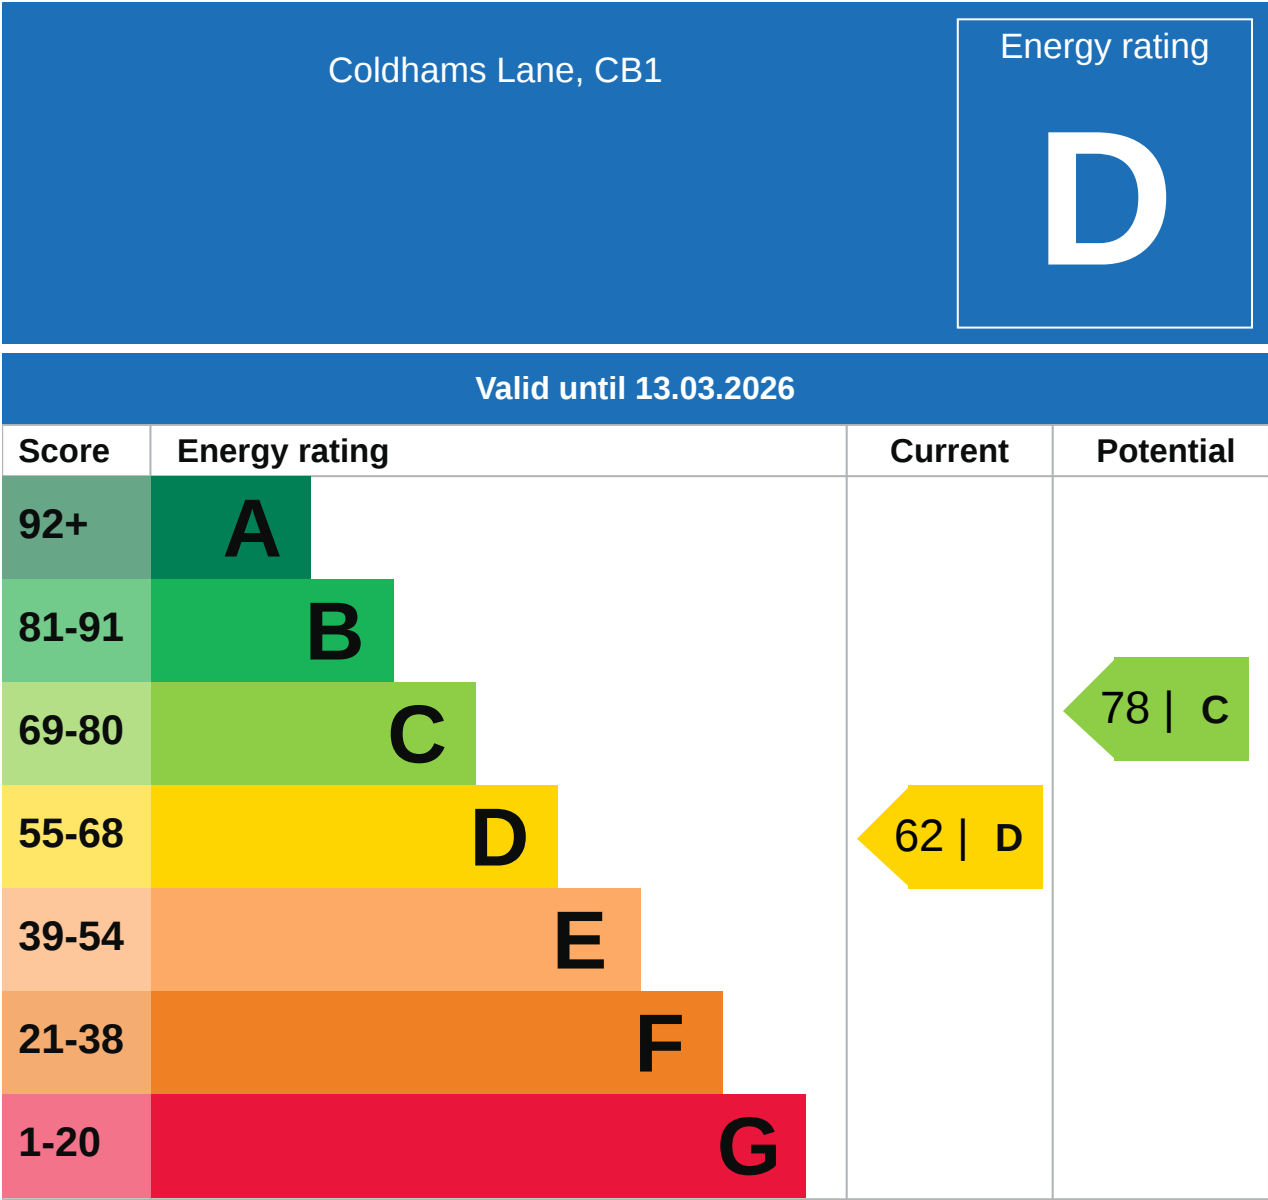 Coldhams Lane, CB1
Energy rating
D
Valid until 13.03.2026
Score Energy rating Current Potential
92+ A
81-91 B
69-80 C
78 | C
55-68 D
62 | D
39-54 E
21-38 F
1-20 G